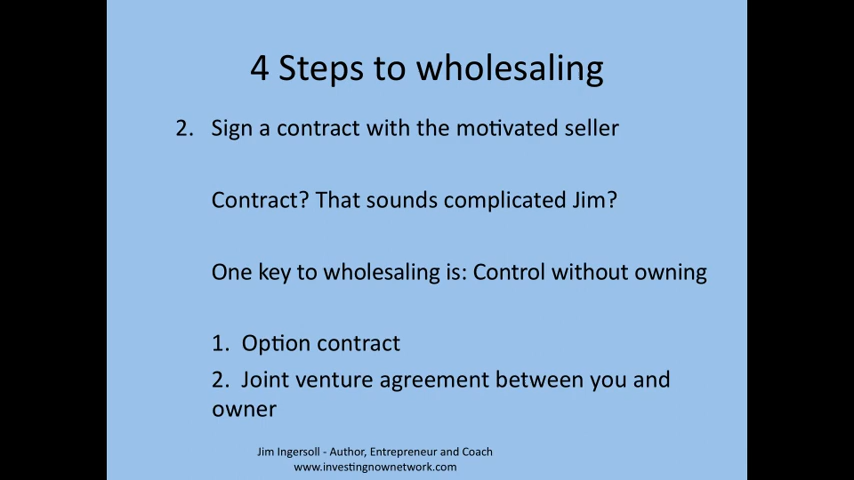 4 Steps to wholesaling
2. Sign a contract with the motivated seller
Contract? That sounds complicated Jim?
One key to wholesaling is: Control without owning
1. Option contract
2. Joint venture agreement between you and
owner
Jim Ingersoll - Author, Entrepreneur and Coach
www.investingnownetwork.com